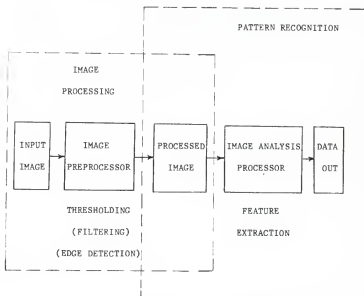 PATTERN RECOGNITION
IMAGE
PROCESSING
INPUT
IMAGE
IMAGE
PREPROCESSOR
PROCESSED
IMAGE
IMAGE ANALYSIS
PROCESSOR
DATA
OUT
THRESHOLDING
(FILTERING)
(EDGE DETECTION)
FEATURE
EXTRACTION